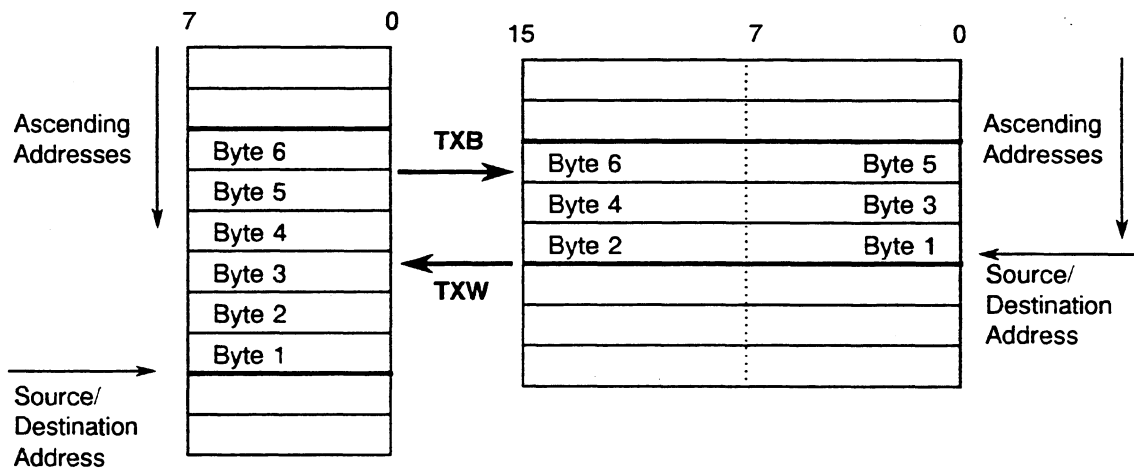 7 0
15 7 0
Ascending
Addresses
Byte 6
Byte 5
Byte 4
Byte 3
Byte 2
Byte 1
Source/
Destination
Address
TXB
TXW
Byte 6 Byte 5
Byte 4 Byte 3
Byte 2 Byte 1
Ascending
Addresses
Source/
Destination
Address